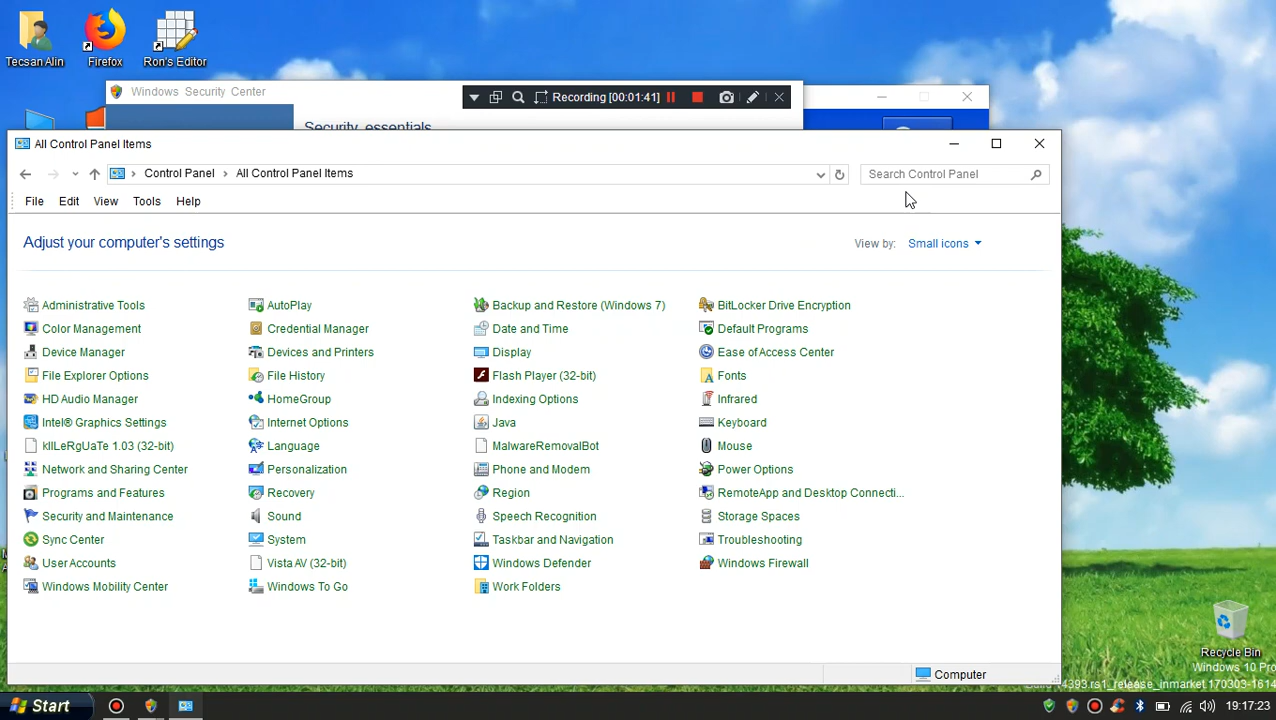 Tecsan Alin
Firefox
Ron's Editor
Windows Security Center
Recording [00:01:41]
Security essentials
All Control Panel Items
Control Panel
All Control Panel Items
Search Control Panel
File
Edit
View
Tools
Help
Adjust your computer's settings
View by:
Small icons
Administrative Tools
AutoPlay
Backup and Restore (Windows 7)
BitLocker Drive Encryption
Color Management
Credential Manager
Date and Time
Default Programs
Device Manager
Devices and Printers
Display
Ease of Access Center
File Explorer Options
File History
Flash Player (32-bit)
Fonts
HD Audio Manager
HomeGroup
Indexing Options
Infrared
Intel® Graphics Settings
Internet Options
Java
Keyboard
kIlLeRgUaTe 1.03 (32-bit)
Language
MalwareRemovalBot
Mouse
Network and Sharing Center
Personalization
Phone and Modem
Power Options
Programs and Features
Recovery
Region
RemoteApp and Desktop Connecti...
Security and Maintenance
Sound
Speech Recognition
Storage Spaces
Sync Center
System
Taskbar and Navigation
Troubleshooting
User Accounts
Vista AV (32-bit)
Windows Defender
Windows Firewall
Windows Mobility Center
Windows To Go
Work Folders
Computer
Recycle Bin
Windows 10 Pro
14393.rs1_release_inmarket.170303-1614
Start
19:17:23